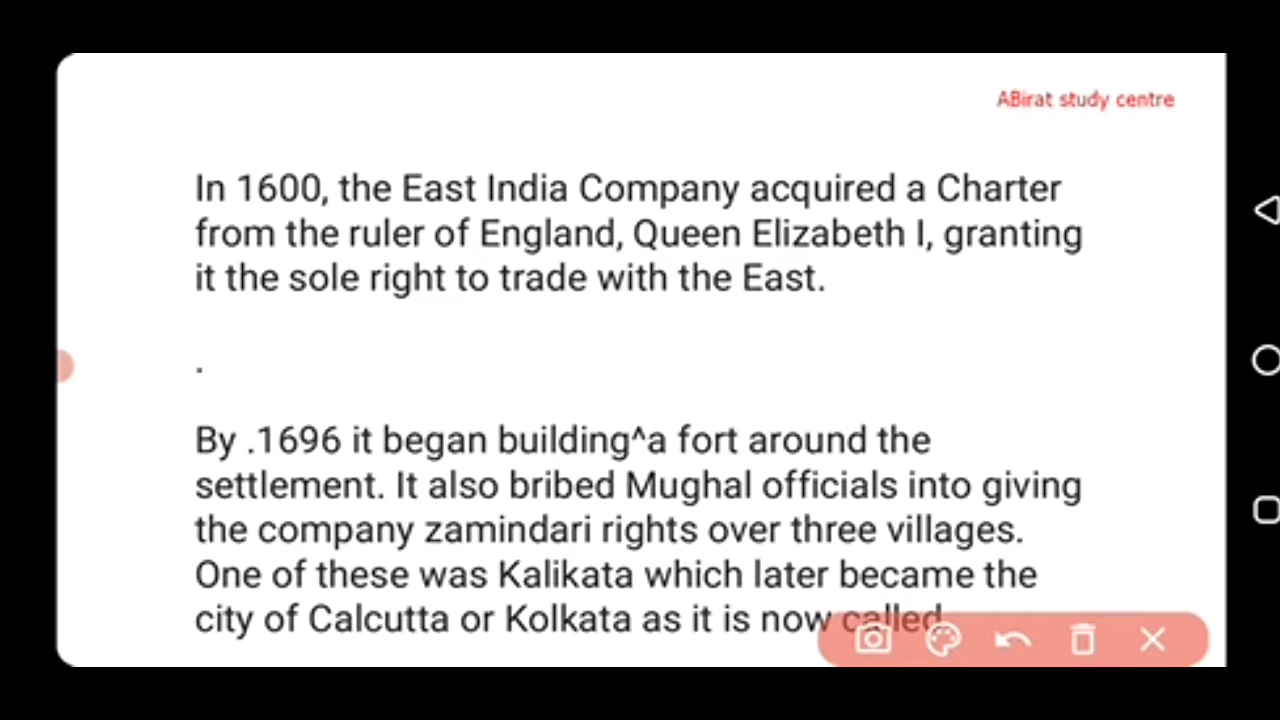 ABirat study centre
In 1600, the East India Company acquired a Charter
from the ruler of England, Queen Elizabeth I, granting
it the sole right to trade with the East.
.
By .1696 it began building^a fort around the
settlement. It also bribed Mughal officials into giving
the company zamindari rights over three villages.
One of these was Kalikata which later became the
city of Calcutta or Kolkata as it is now called.